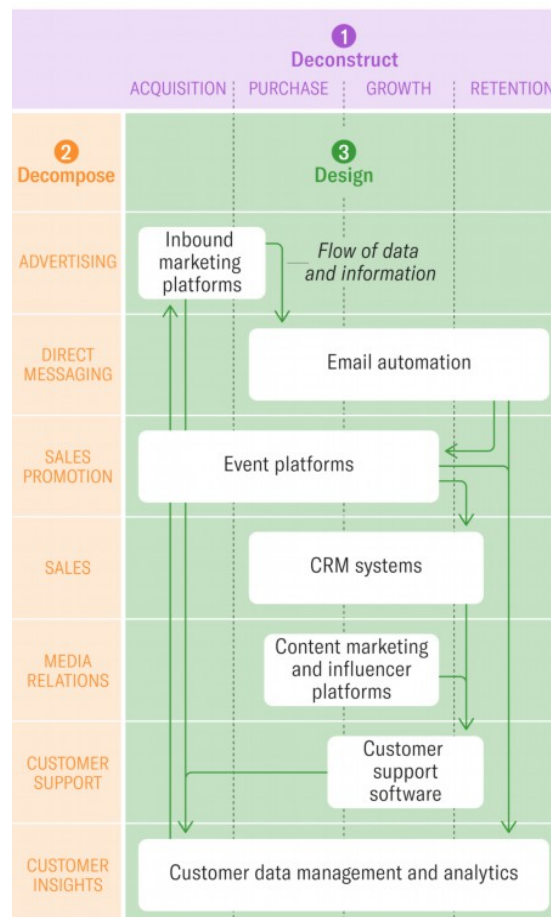 1
Deconstruct
ACQUISITION PURCHASE GROWTH RETENTION
2
Decompose
3
Design
ADVERTISING
Inbound
marketing
platforms
Flow of data
and information
DIRECT
MESSAGING
Email automation
SALES
PROMOTION
Event platforms
SALES
CRM systems
MEDIA
RELATIONS
Content marketing
and influencer
platforms
CUSTOMER
SUPPORT
Customer
support
software
CUSTOMER
INSIGHTS
Customer data management and analytics